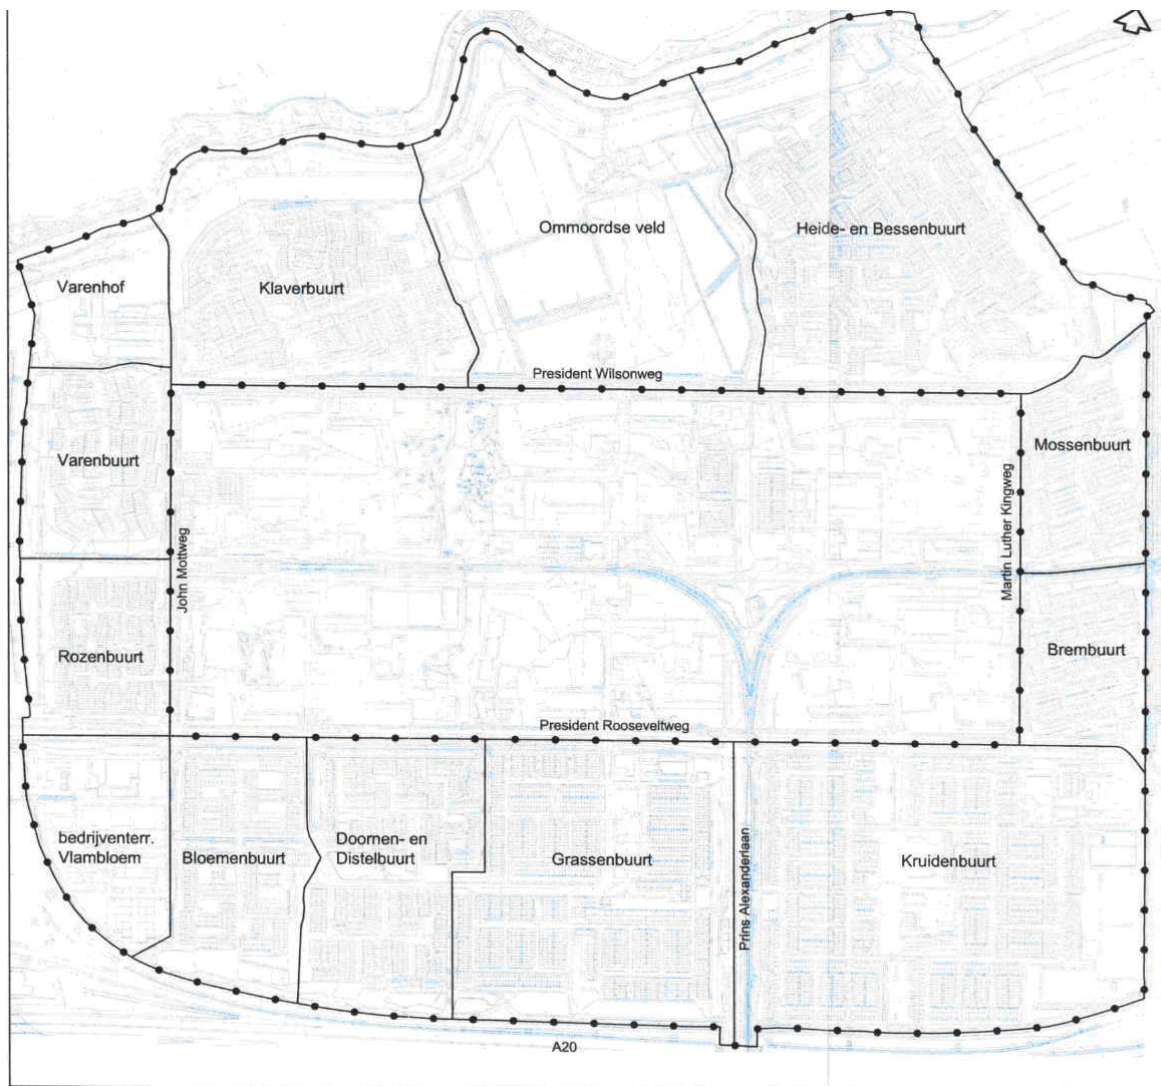 Ommoordse veld
Heide- en Bessenbuurt
Varenhof
Klaverbuurt
President Wilsonweg
Varenbuurt
Mossenbuurt
John Mottweg
Martin Luther Kingweg
Rozenbuurt
Brembuurt
President Rooseveltweg
bedrijventerr.
Vlambloem
Bloemenbuurt
Doornen- en
Distelbuurt
Grassenbuurt
Prins Alexanderlaan
Kruidenbuurt
A20